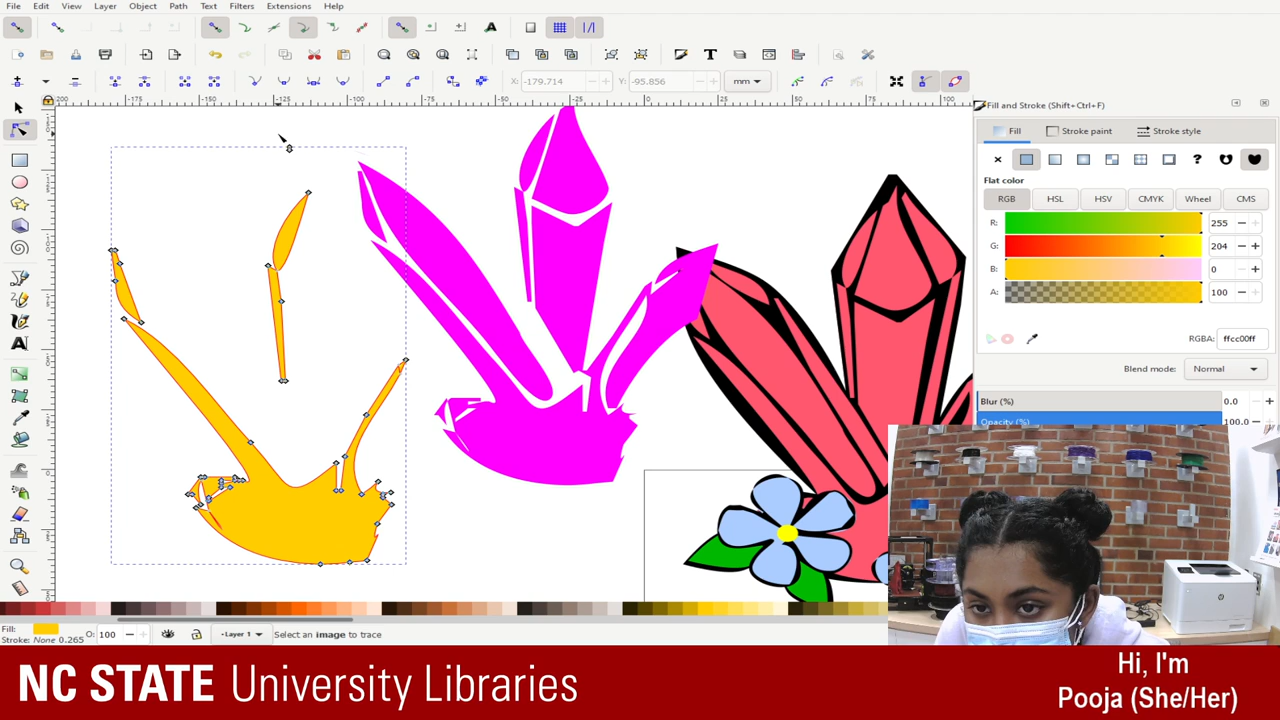 File Edit View Layer Object Path Text Filters Extensions Help
X: -179.714 Y: -95.856 mm
Fill and Stroke (Shift+Ctrl+F)
Fill Stroke paint Stroke style
Flat color
RGB HSL HSV CMYK Wheel CMS
R: 255
G: 204
B: 0
A: 100
RGBA: ffcc00ff
Blend mode: Normal
Blur (%) 0.0
Opacity (%) 100.0
Fill:
Stroke: None 0.265
O: 100
Layer 1
Select an image to trace
NC STATE University Libraries
Hi, I'm
Pooja (She/Her)